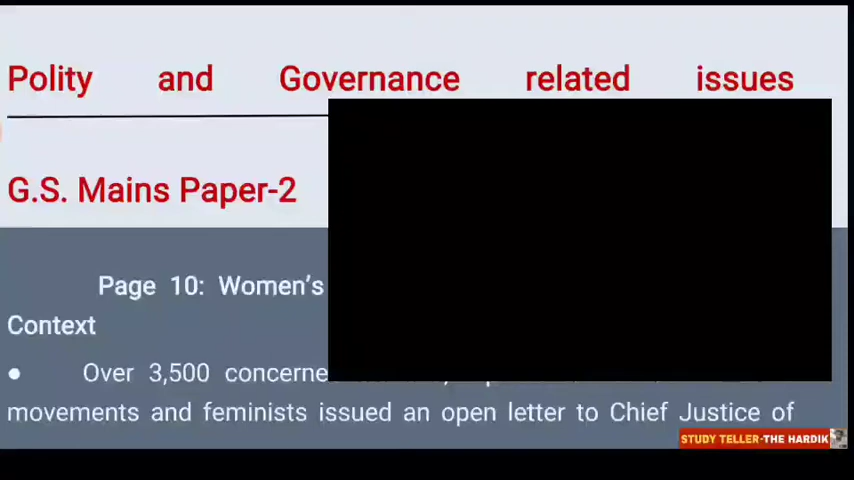 Polity and Governance related issues
G.S. Mains Paper-2
Page 10: Women's
Context
● Over 3,500
movements and feminists issued an open letter to Chief Justice of
STUDY TELLER-THE HARDIK